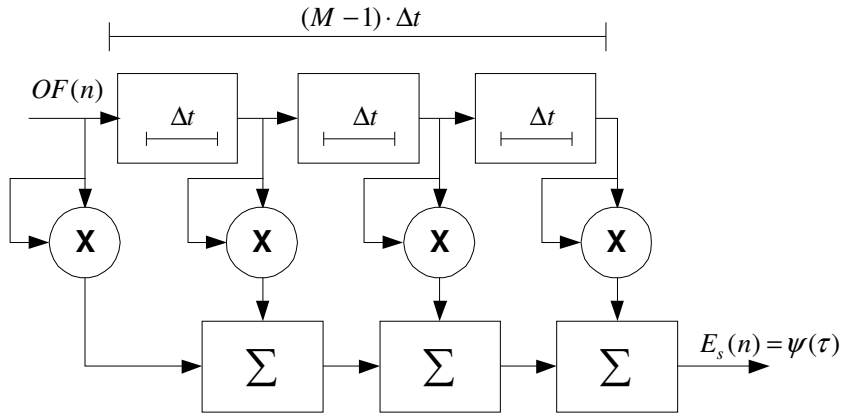 (M − 1) · Δt
OF(n)
Δt Δt Δt
X X X X
Σ Σ Σ
E_s(n) = ψ(τ)